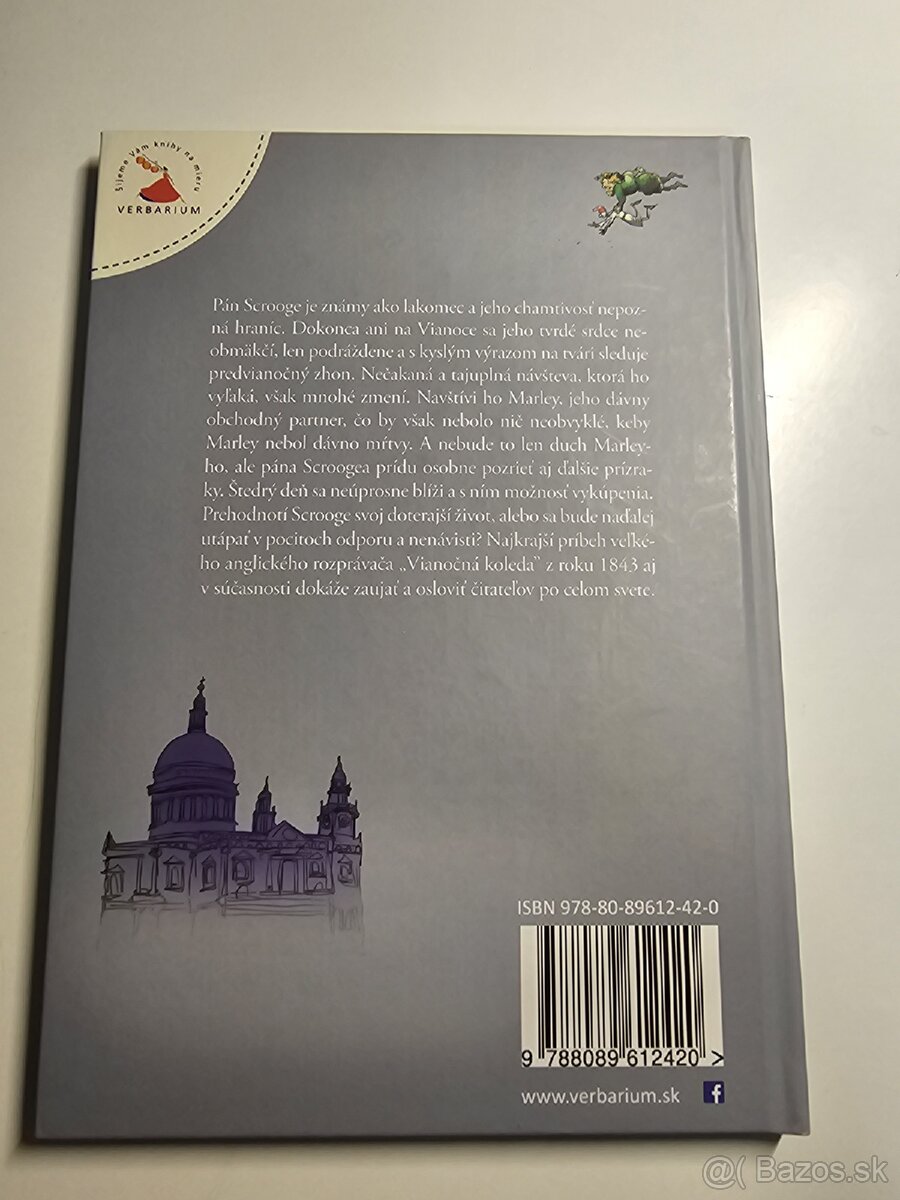 Šijeme Vám knihy na mieru
VERBARIUM
Pán Scrooge je známy ako lakomec a jeho chamtivosť nepoz-
ná hraníc. Dokonca ani na Vianoce sa jeho tvrdé srdce ne-
obmäkčí, len podráždene a s kyslým výrazom na tvári sleduje
predvianočný zhon. Nečakaná a tajuplná návšteva, ktorá ho
vyľaká, však mnohé zmení. Navštívi ho Marley, jeho dávny
obchodný partner, čo by však nebolo nič neobvyklé, keby
Marley nebol dávno mŕtvy. A nebude to len duch Marley-
ho, ale pána Scroogea prídu osobne pozrieť aj ďalšie prízra-
ky. Štedrý deň sa neúprosne blíži a s ním možnosť vykúpenia.
Prehodnotí Scrooge svoj doterajší život, alebo sa bude naďalej
utápať v pocitoch odporu a nenávisti? Najkrajší príbeh veľké-
ho anglického rozprávača „Vianočná koleda" z roku 1843 aj
v súčasnosti dokáže zaujať a osloviť čitateľov po celom svete.
ISBN 978-80-89612-42-0
9 788089 612420 >
www.verbarium.sk f
@( Bazos.sk